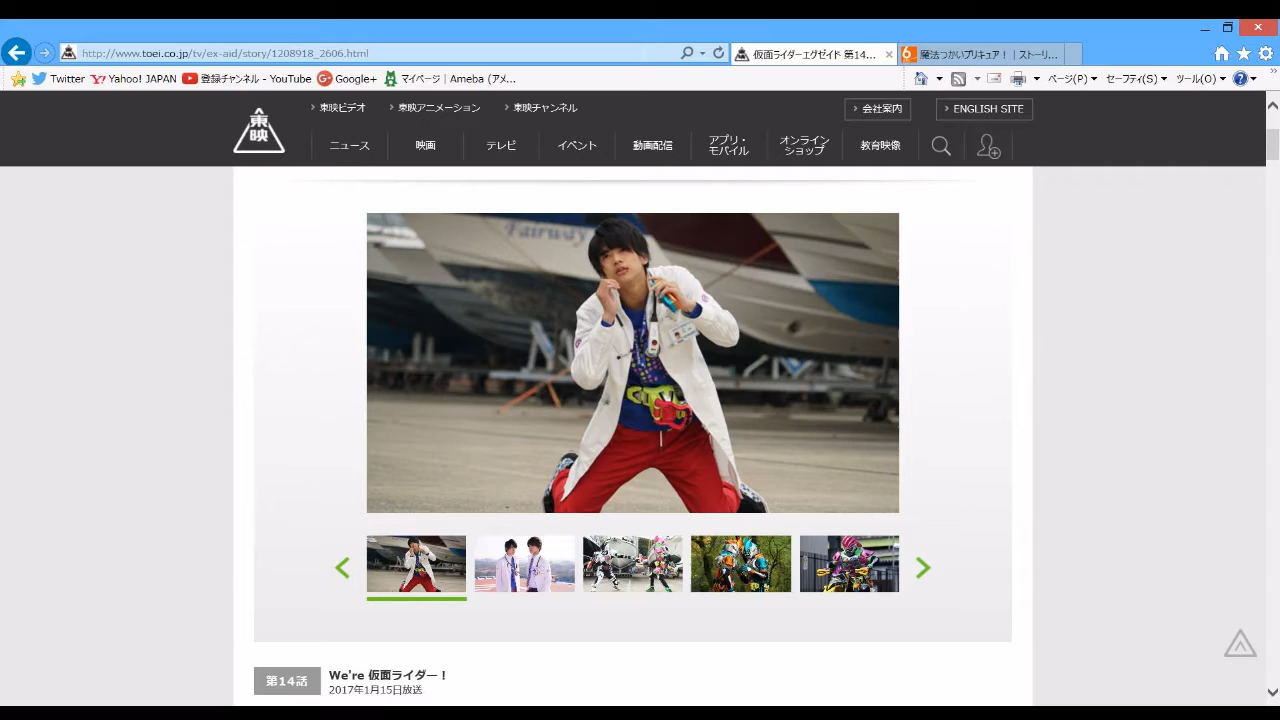 http://www.toei.co.jp/tv/ex-aid/story/1208918_2606.html
仮面ライダーエグゼイド 第14...
魔法つかいプリキュア！｜ストーリ...
Twitter
Yahoo! JAPAN
登録チャンネル - YouTube
Google+
マイページ｜Ameba (アメ...
ページ(P)
セーフティ(S)
ツール(O)
東映
東映ビデオ
東映アニメーション
東映チャンネル
会社案内
ENGLISH SITE
ニュース
映画
テレビ
イベント
動画配信
アプリ・
モバイル
オンライン
ショップ
教育映像
Fairway
第14話
We're 仮面ライダー！
2017年1月15日放送